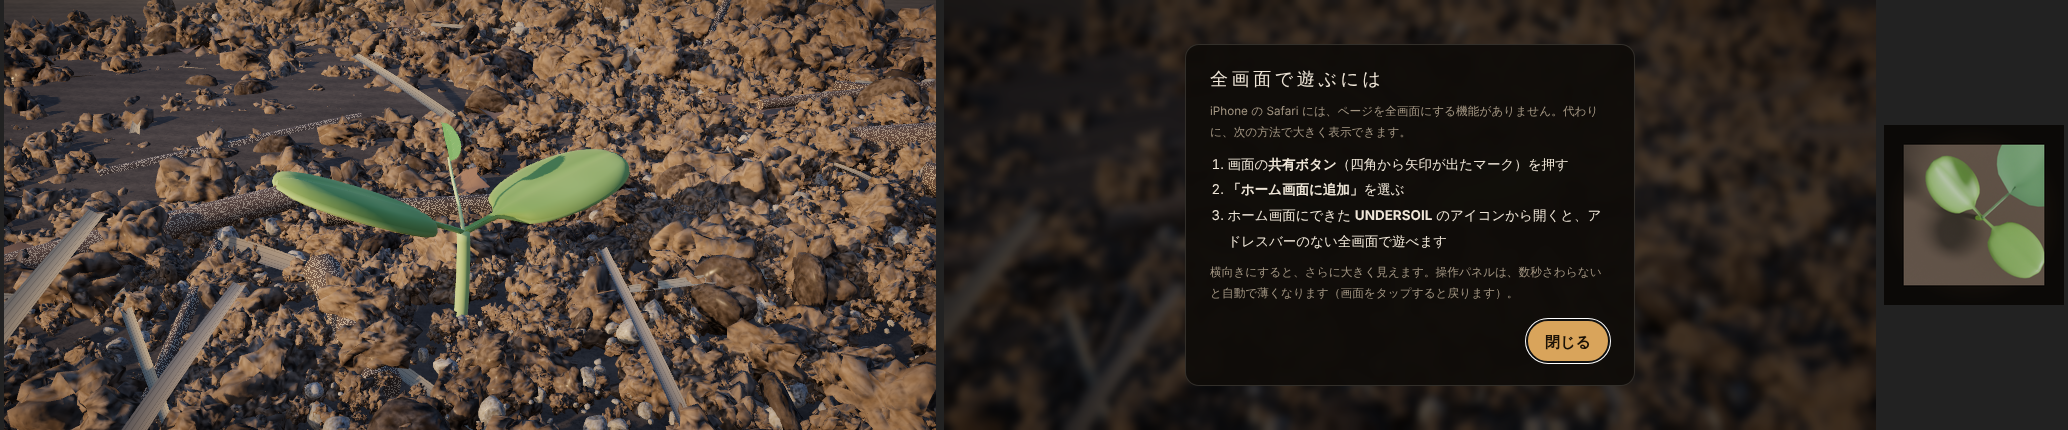 全画面で遊ぶには
iPhone の Safari には、ページを全画面にする機能がありません。代わり
に、次の方法で大きく表示できます。
1. 画面の共有ボタン（四角から矢印が出たマーク）を押す
2. 「ホーム画面に追加」を選ぶ
3. ホーム画面にできた UNDERSOIL のアイコンから開くと、ア
ドレスバーのない全画面で遊べます
横向きにすると、さらに大きく見えます。操作パネルは、数秒さわらない
と自動で薄くなります（画面をタップすると戻ります）。
閉じる